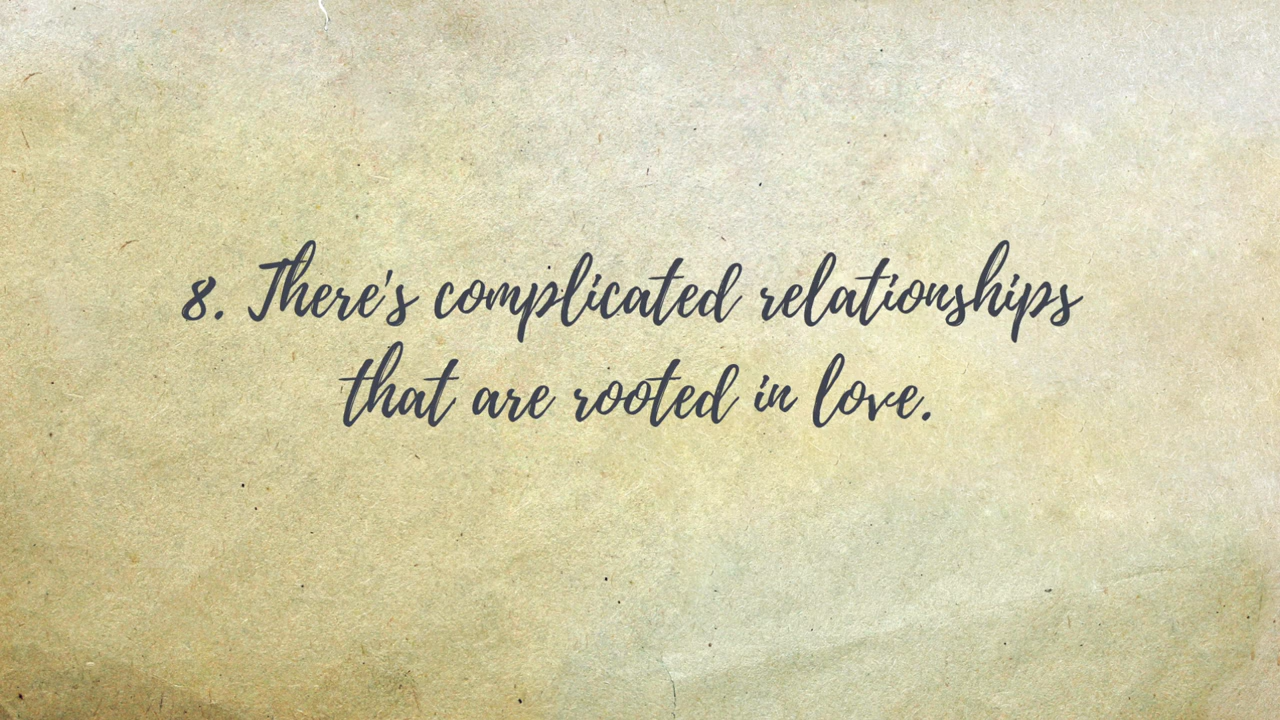 8. There's complicated relationships
that are rooted in love.